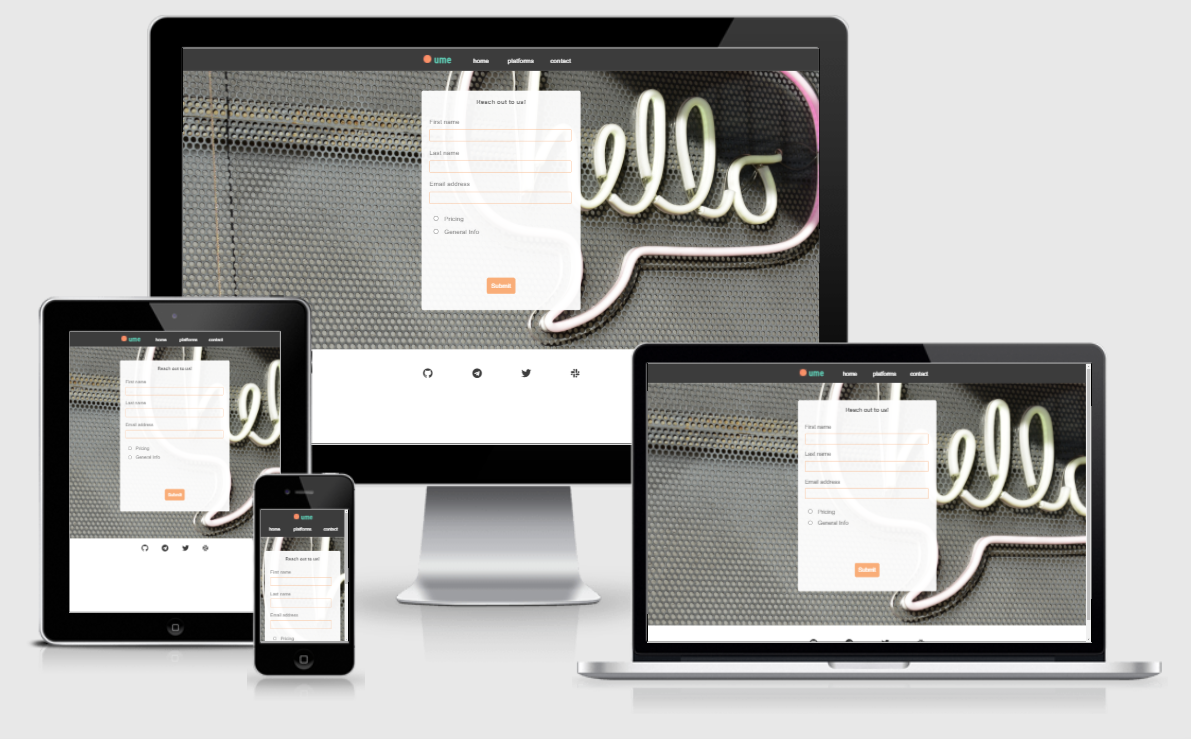 ume home platforms contact
Reach out to us!
hello
First name
Last name
Email address
Pricing
General Info
Submit
ume home platforms contact
Reach out to us!
First name
hel
Last name
Email address
Pricing
General Info
Submit
ume
home platforms contact
Reach out to us!
First name
Last name
Email address
Pricing
ume home platforms contact
Reach out to us!
First name
hello
Last name
Email address
Pricing
General Info
Submit